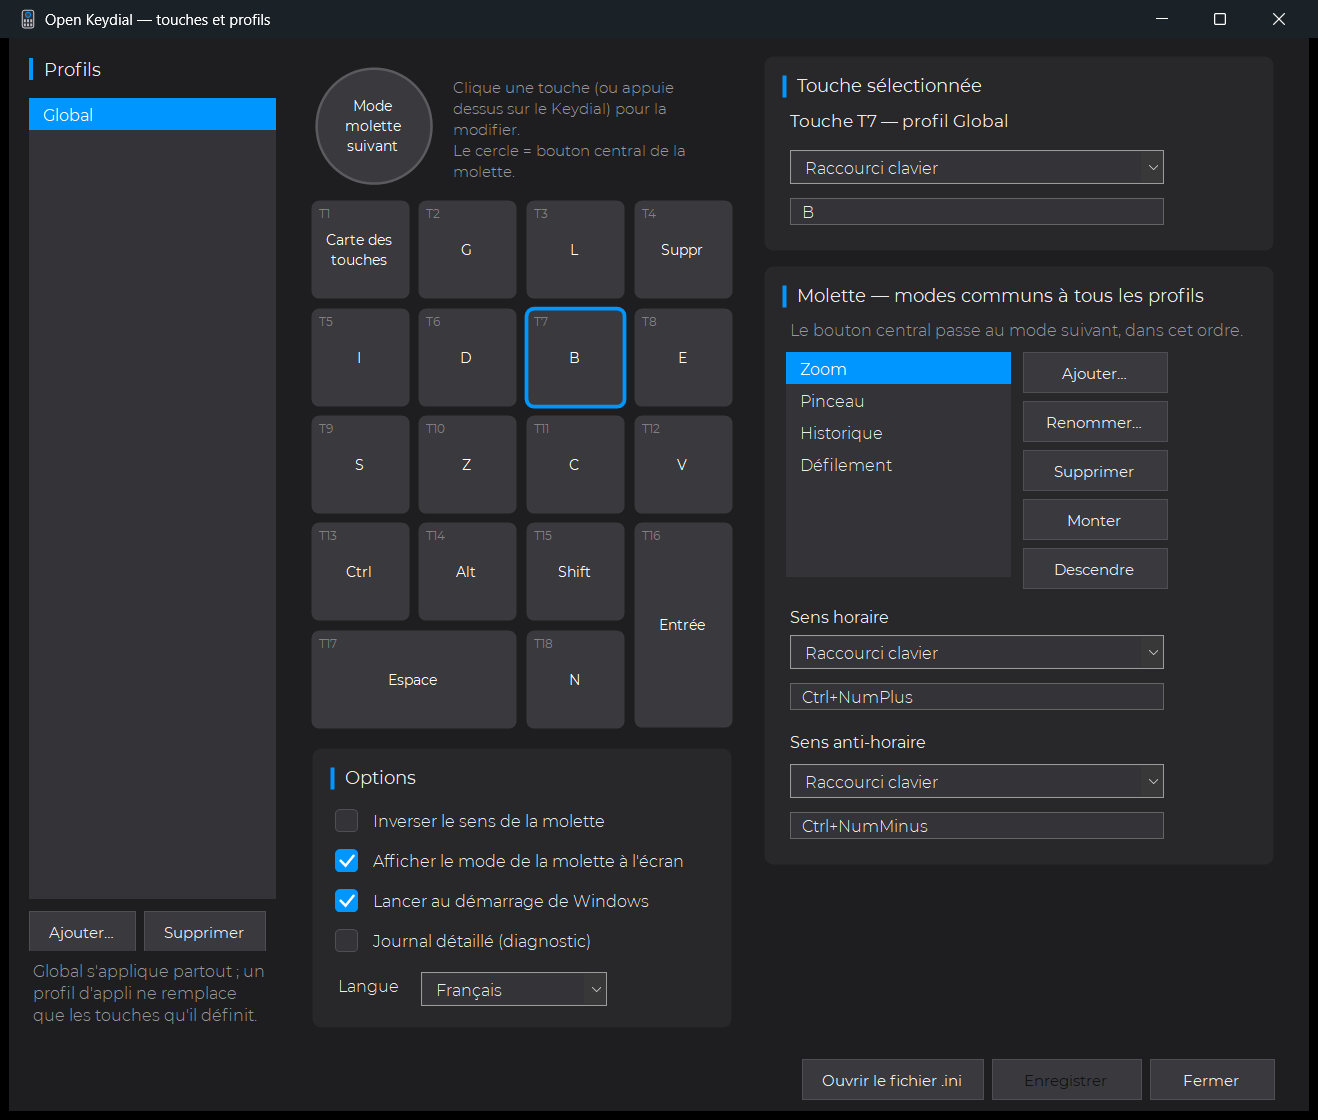 Open Keydial — touches et profils
Profils
Global
Ajouter...
Supprimer
Global s'applique partout ; un
profil d'appli ne remplace
que les touches qu'il définit.
Mode
molette
suivant
Clique une touche (ou appuie
dessus sur le Keydial) pour la
modifier.
Le cercle = bouton central de la
molette.
T1
Carte des
touches
T2
G
T3
L
T4
Suppr
T5
I
T6
D
T7
B
T8
E
T9
S
T10
Z
T11
C
T12
V
T13
Ctrl
T14
Alt
T15
Shift
T16
Entrée
T17
Espace
T18
N
Options
Inverser le sens de la molette
Afficher le mode de la molette à l'écran
Lancer au démarrage de Windows
Journal détaillé (diagnostic)
Langue
Français
Touche sélectionnée
Touche T7 — profil Global
Raccourci clavier
B
Molette — modes communs à tous les profils
Le bouton central passe au mode suivant, dans cet ordre.
Zoom
Pinceau
Historique
Défilement
Ajouter...
Renommer...
Supprimer
Monter
Descendre
Sens horaire
Raccourci clavier
Ctrl+NumPlus
Sens anti-horaire
Raccourci clavier
Ctrl+NumMinus
Ouvrir le fichier .ini
Enregistrer
Fermer